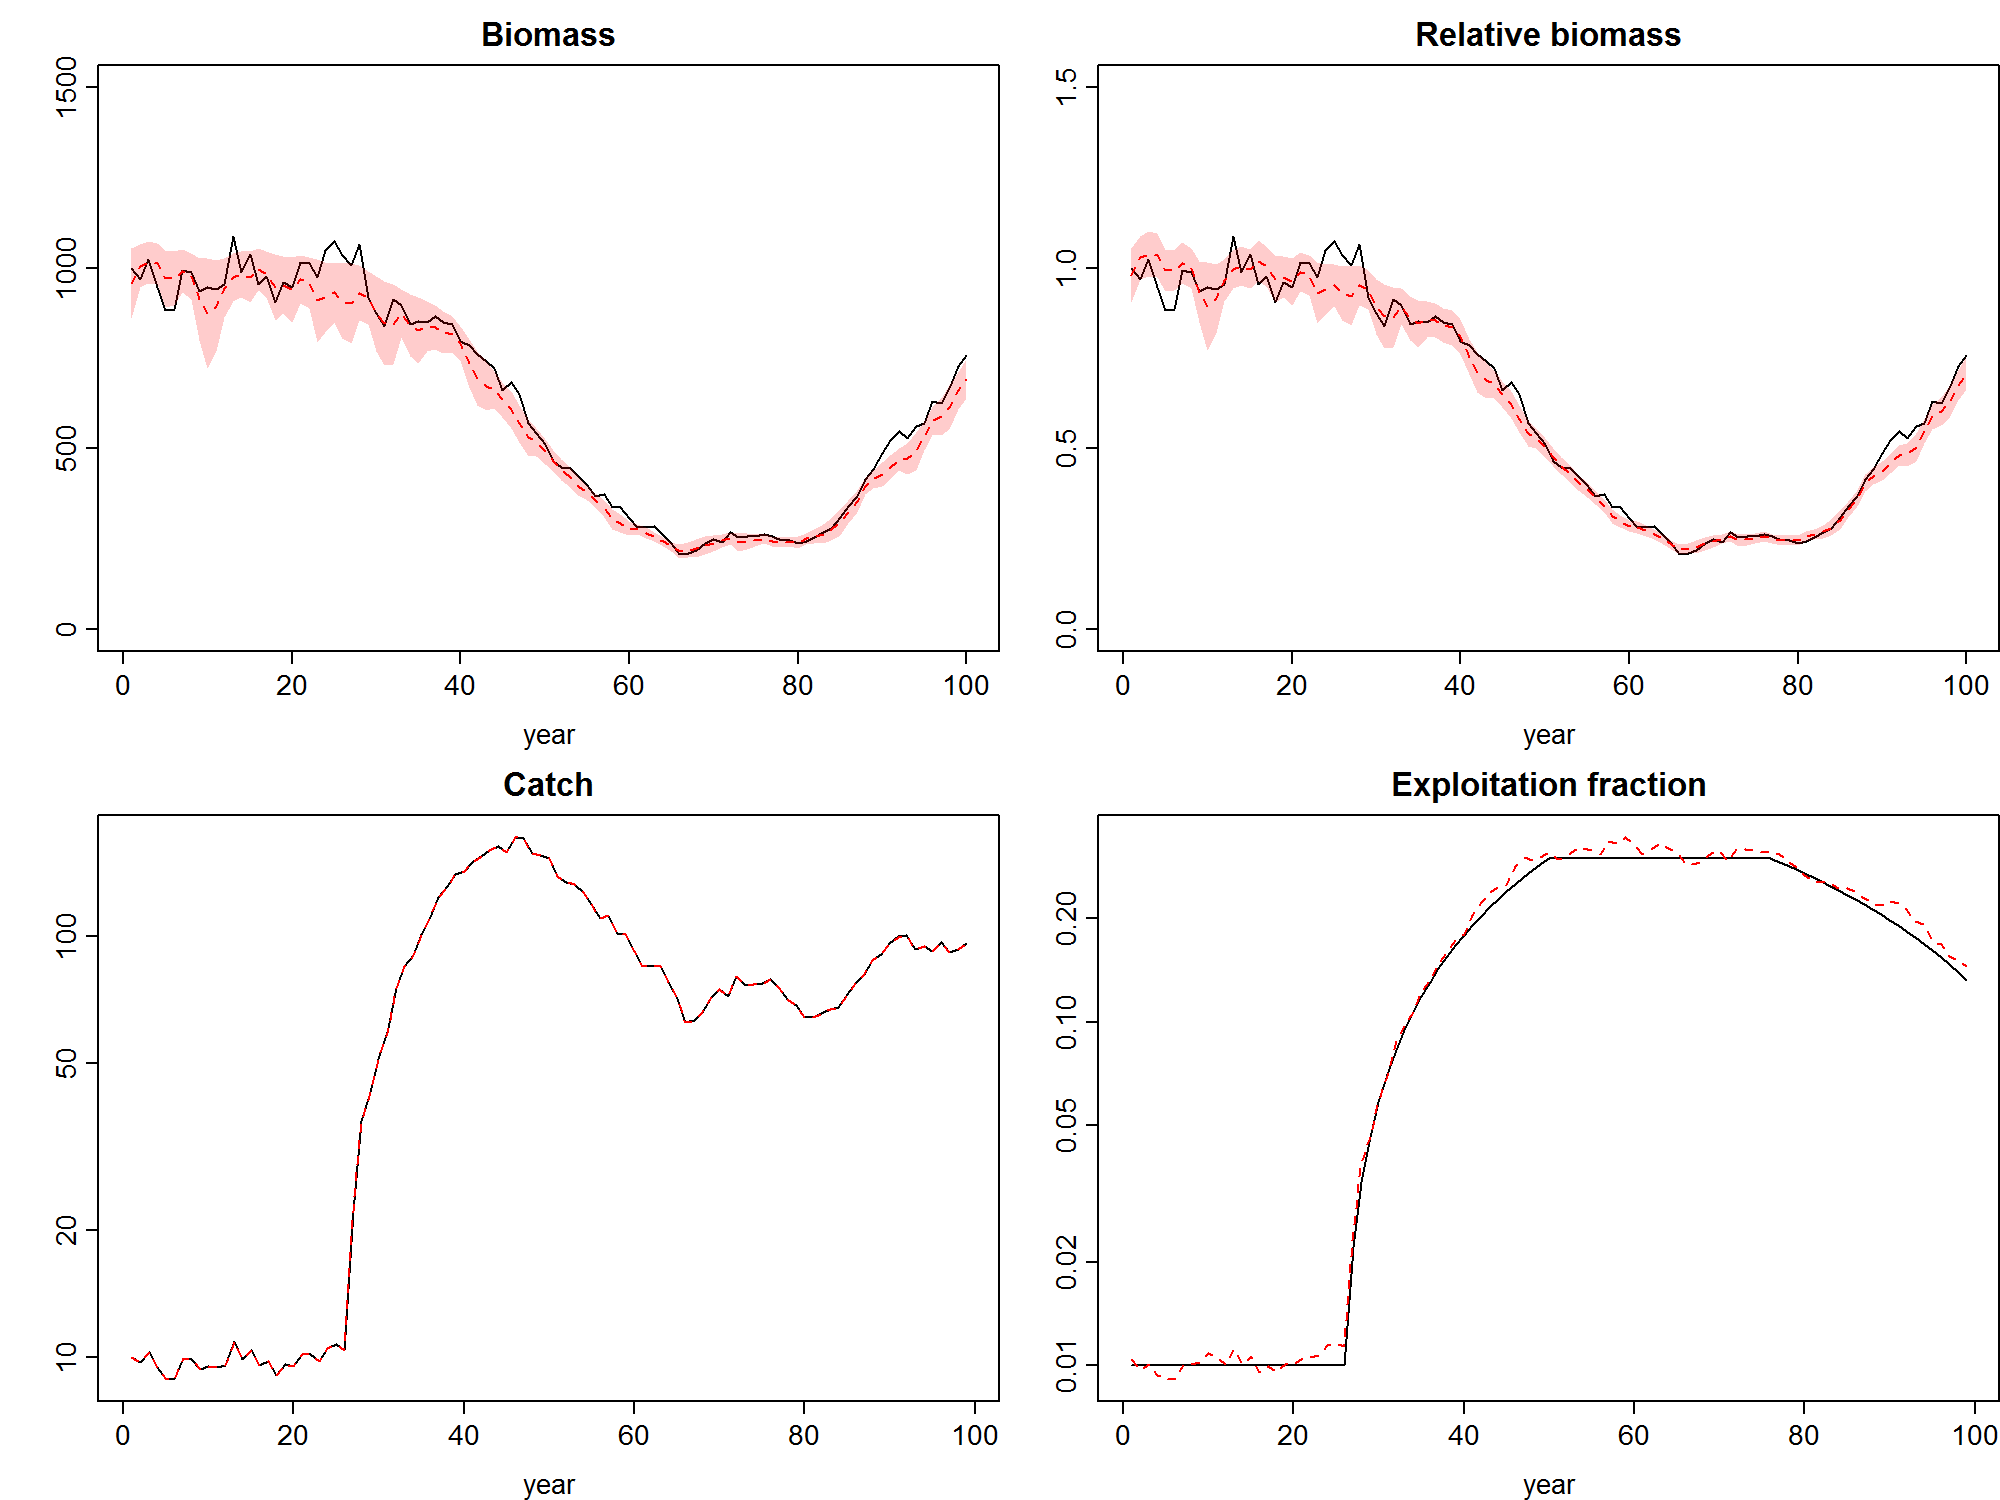 Biomass
1500
1000
500
0
0 20 40 60 80 100
year
Relative biomass
1.5
1.0
0.5
0.0
0 20 40 60 80 100
year
Catch
100
50
20
10
0 20 40 60 80 100
year
Exploitation fraction
0.20
0.10
0.05
0.02
0.01
0 20 40 60 80 100
year